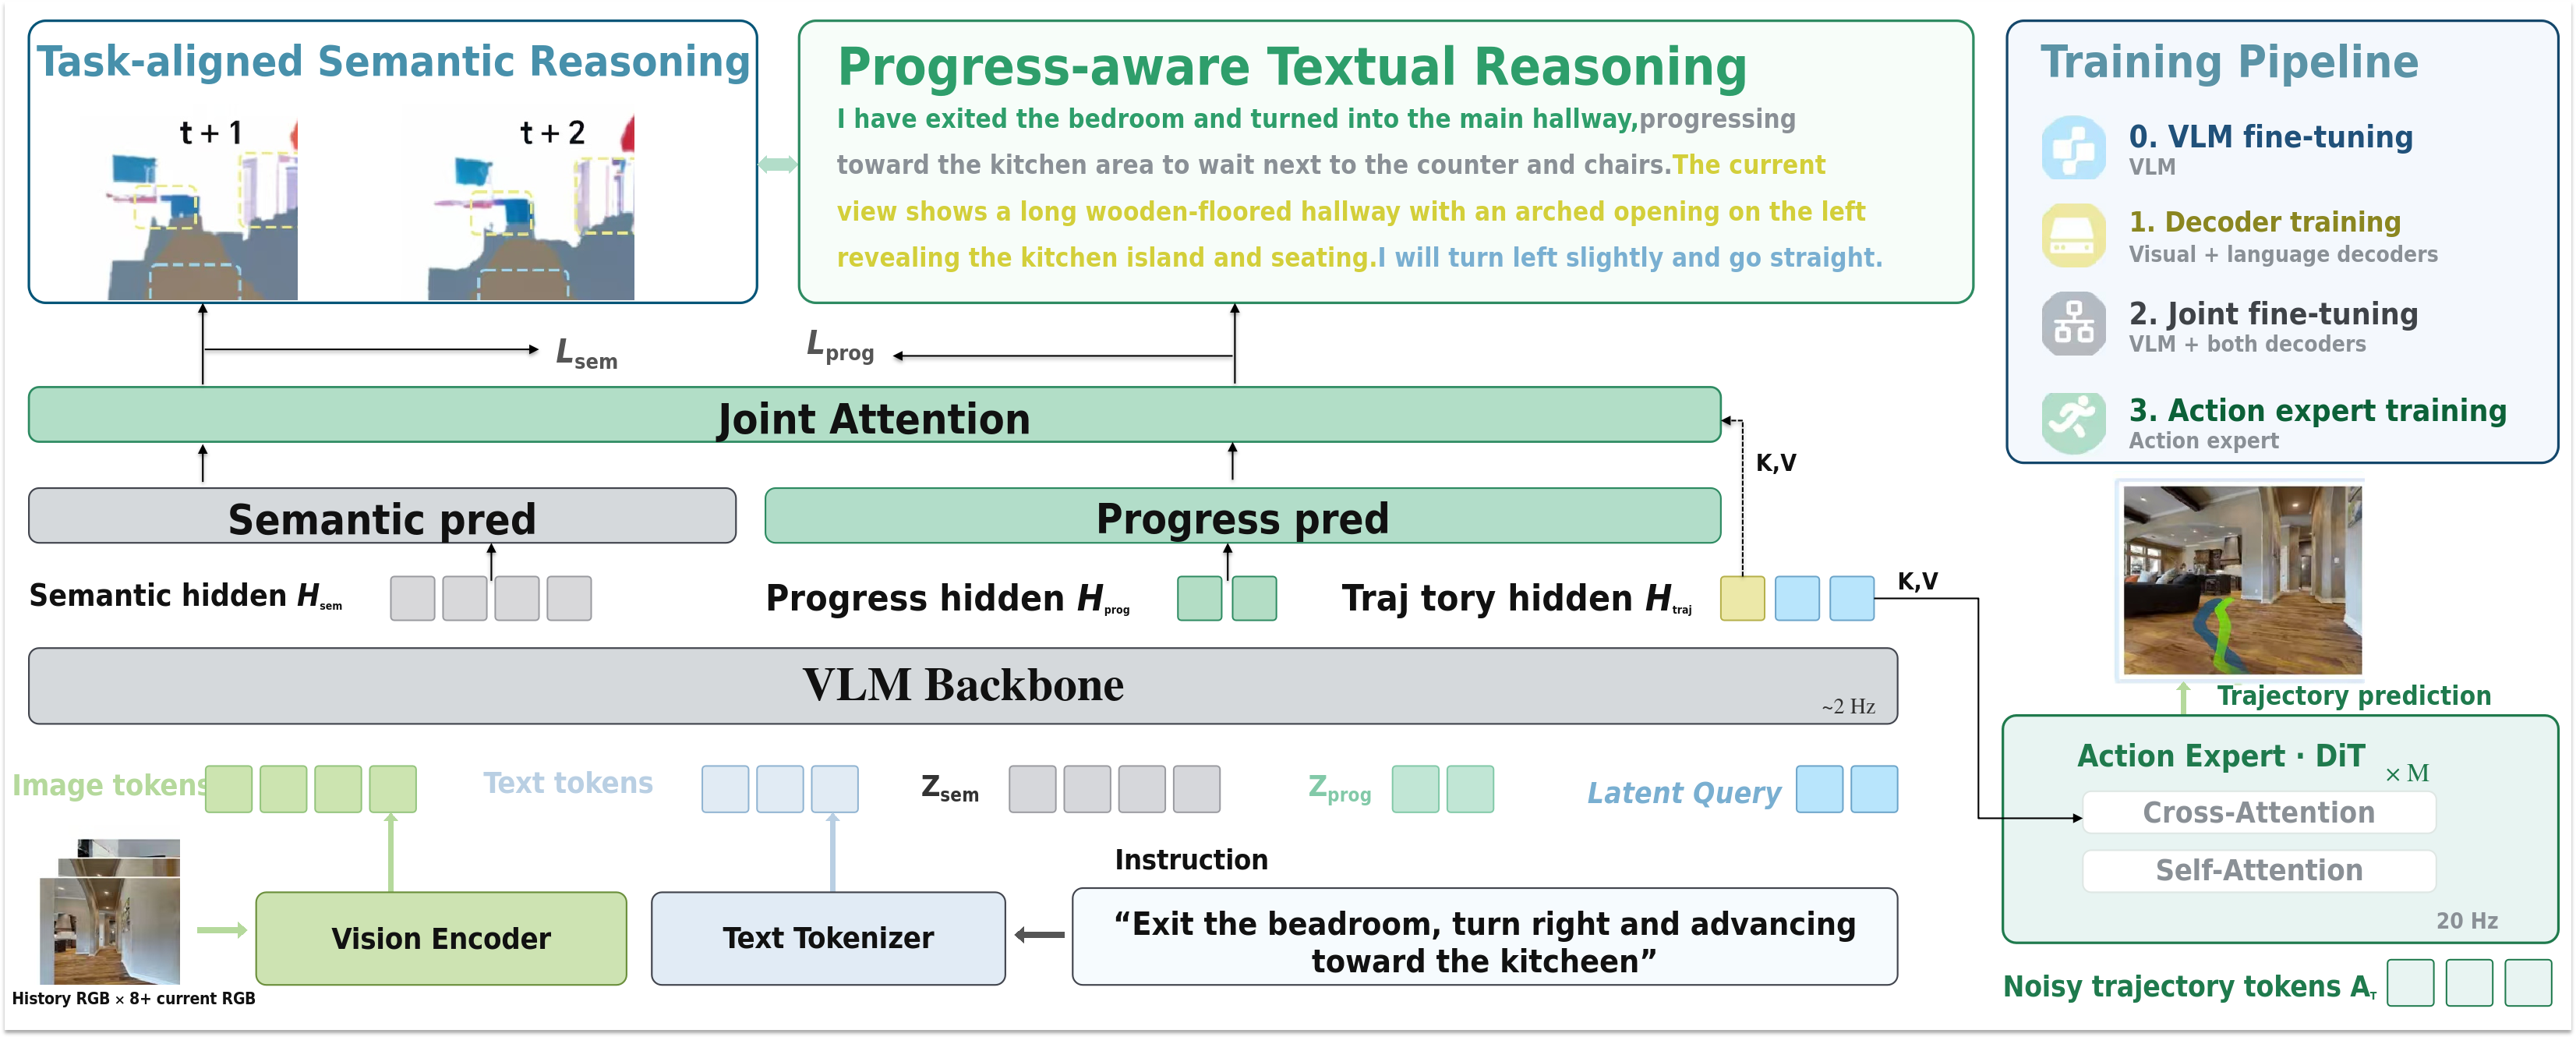 Task-aligned Semantic Reasoning
t + 1
t + 2
Progress-aware Textual Reasoning
I have exited the bedroom and turned into the main hallway,progressing
toward the kitchen area to wait next to the counter and chairs.The current
view shows a long wooden-floored hallway with an arched opening on the left
revealing the kitchen island and seating.I will turn left slightly and go straight.
Training Pipeline
0. VLM fine-tuning
VLM
1. Decoder training
Visual + language decoders
2. Joint fine-tuning
VLM + both decoders
3. Action expert training
Action expert
Lsem
Lprog
Joint Attention
K,V
Semantic pred
Progress pred
Semantic hidden Hsem
Progress hidden Hprog
Traj tory hidden Htraj
K,V
VLM Backbone
~2 Hz
Trajectory prediction
Action Expert · DiT
× M
Cross-Attention
Self-Attention
20 Hz
Noisy trajectory tokens Aτ
Image tokens
Text tokens
Zsem
Zprog
Latent Query
Instruction
Vision Encoder
Text Tokenizer
“Exit the beadroom, turn right and advancing
toward the kitcheen”
History RGB × 8+ current RGB